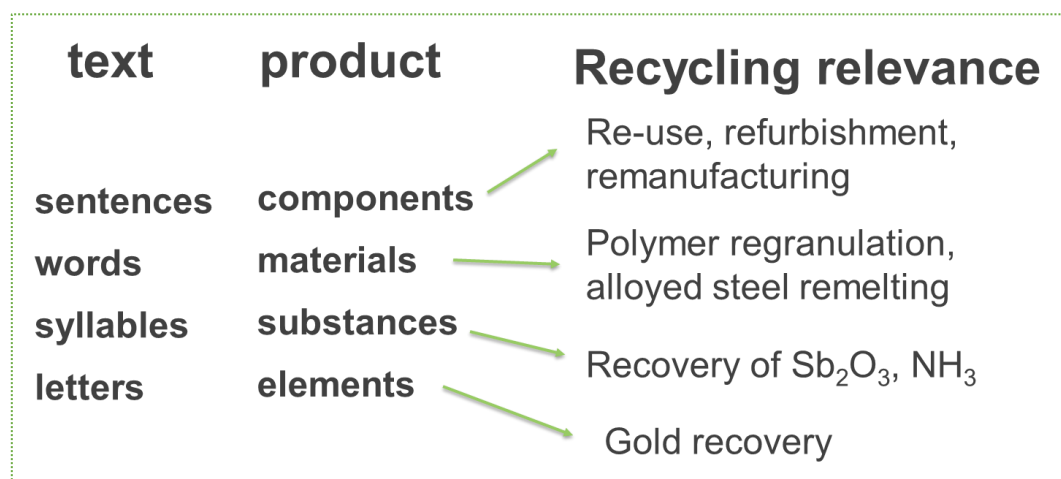 text product Recycling relevance
Re-use, refurbishment,
remanufacturing
sentences components
words materials
Polymer regranulation,
alloyed steel remelting
syllables substances
Recovery of Sb₂O₃, NH₃
letters elements
Gold recovery